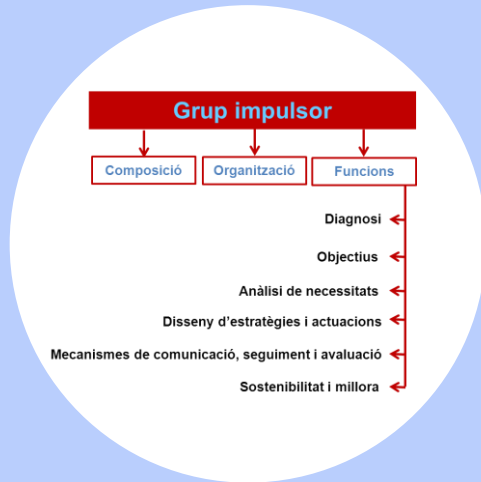 Grup impulsor
Composició
Organització
Funcions
Diagnosi
Objectius
Anàlisi de necessitats
Disseny d'estratègies i actuacions
Mecanismes de comunicació, seguiment i avaluació
Sostenibilitat i millora